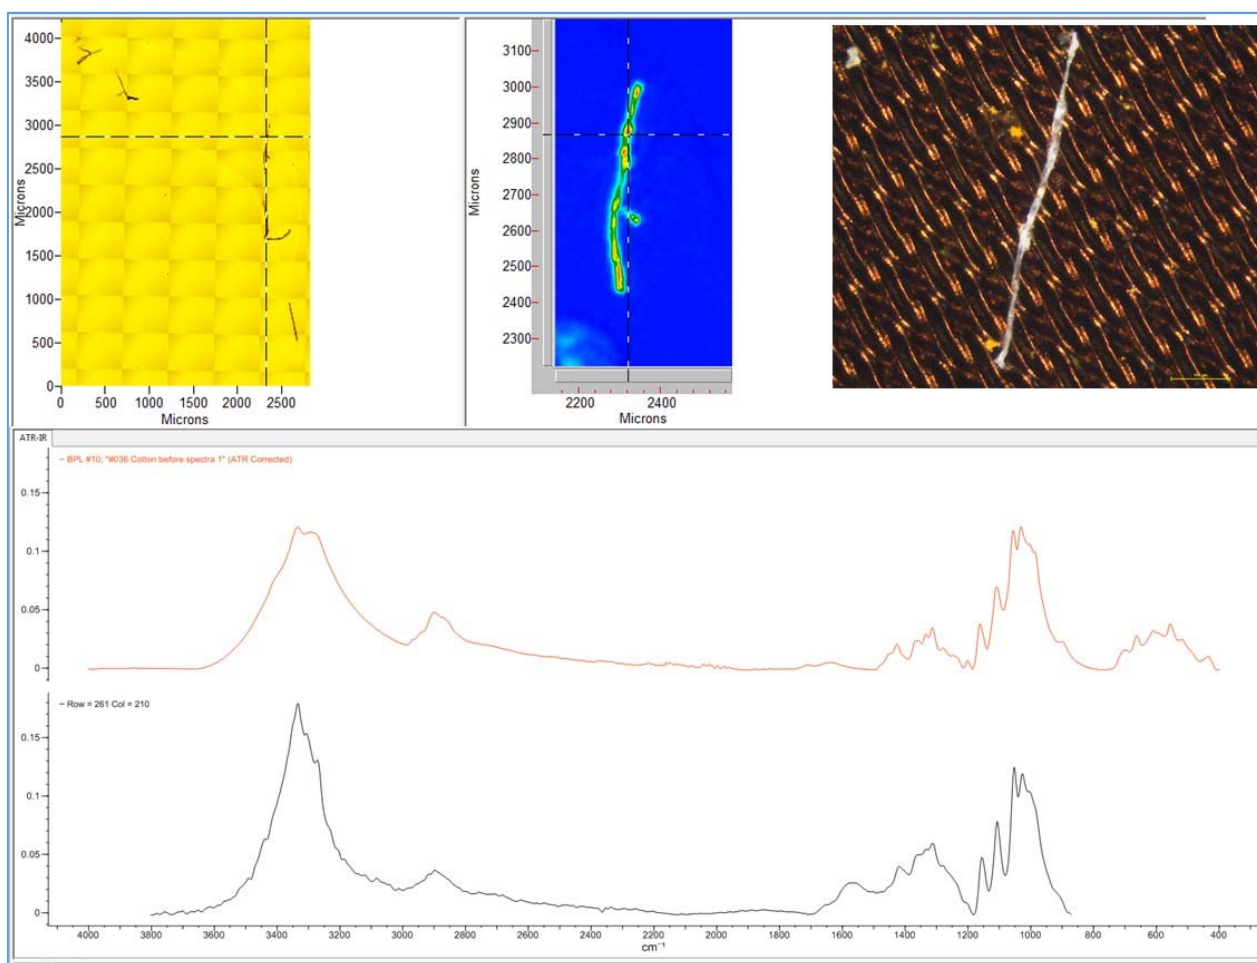 4000
3500
3000
2500
2000
1500
1000
500
0
Microns
0 500 1000 1500 2000 2500
Microns
3100
3000
2900
2800
2700
2600
2500
2400
2300
Microns
2200 2400
Microns
ATR-IR
– BPL #10; "#036 Cotton before spectra 1" (ATR Corrected)
0.15
0.1
0.05
0
– Row = 261 Col = 210
0.15
0.1
0.05
0
4000 3800 3600 3400 3200 3000 2800 2600 2400 2200 2000 1800 1600 1400 1200 1000 800 600 400
cm⁻¹